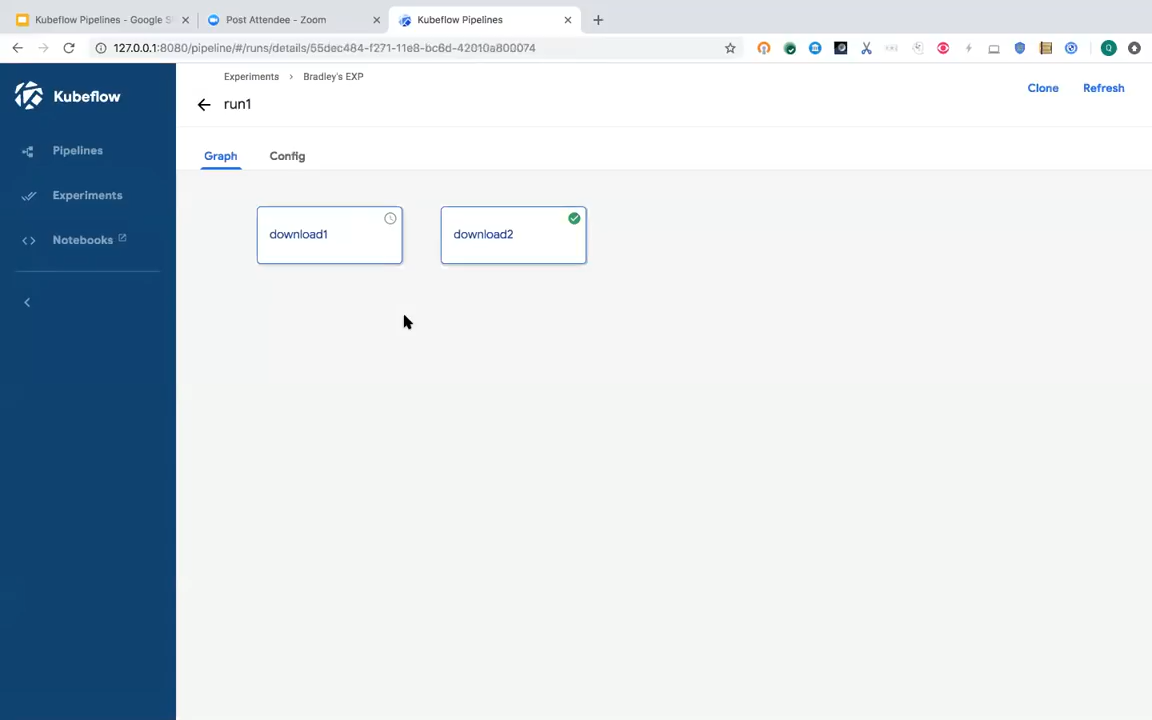 Kubeflow Pipelines - Google S
Post Attendee - Zoom
Kubeflow Pipelines
127.0.0.1:8080/pipeline/#/runs/details/55dec484-f271-11e8-bc6d-42010a800074
Q
Kubeflow
Pipelines
Experiments
Notebooks
Experiments > Bradley's EXP
run1
Clone
Refresh
Graph
Config
download1
download2